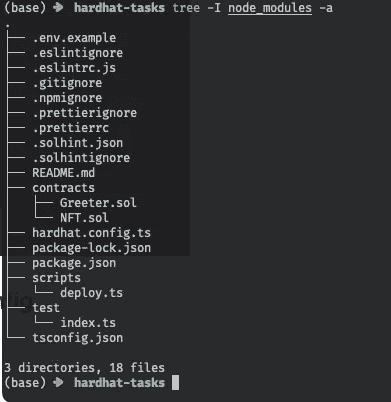 (base) ➜ hardhat-tasks tree -I node_modules -a
.
├── .env.example
├── .eslintignore
├── .eslintrc.js
├── .gitignore
├── .npmignore
├── .prettierignore
├── .prettierrc
├── .solhint.json
├── .solhintignore
├── README.md
├── contracts
│   ├── Greeter.sol
│   └── NFT.sol
├── hardhat.config.ts
├── package-lock.json
├── package.json
├── scripts
│   └── deploy.ts
├── test
│   └── index.ts
└── tsconfig.json

3 directories, 18 files
(base) ➜ hardhat-tasks